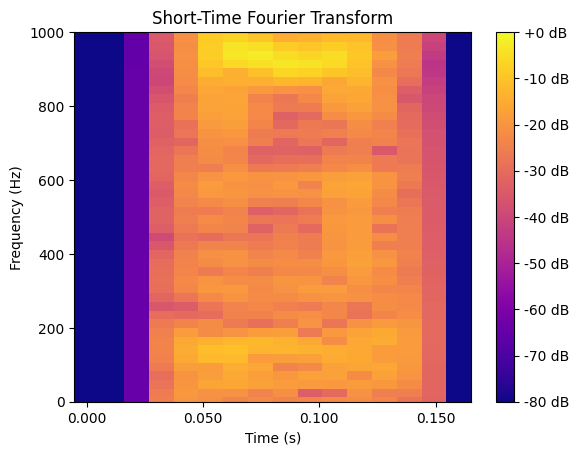 Short-Time Fourier Transform
1000
800
600
400
200
0
Frequency (Hz)
0.000
0.050
0.100
0.150
Time (s)
+0 dB
-10 dB
-20 dB
-30 dB
-40 dB
-50 dB
-60 dB
-70 dB
-80 dB